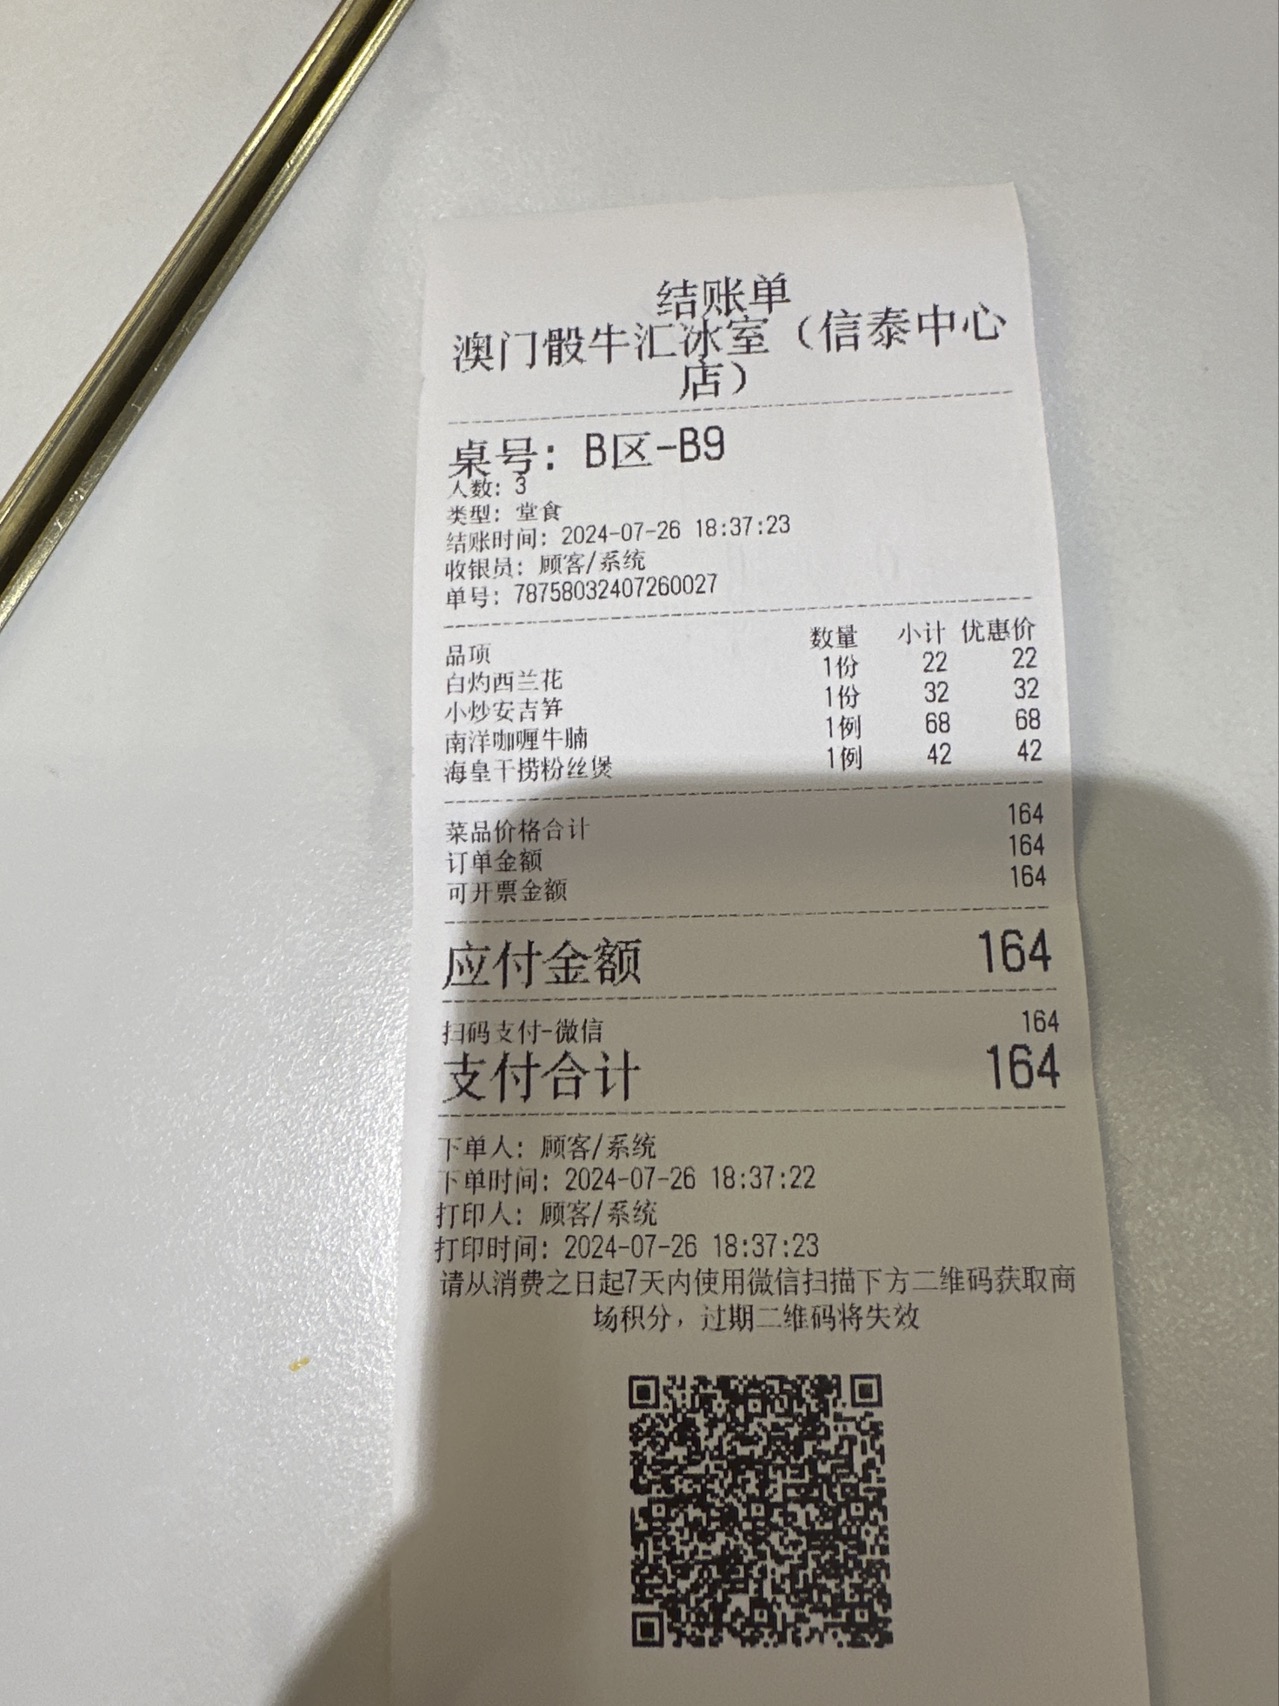 结账单
澳门骰牛汇冰室（信泰中心
店）
桌号：B区-B9
人数：3
类型：堂食
结账时间：2024-07-26 18:37:23
收银员：顾客/系统
单号：78758032407260027
品项 数量 小计 优惠价
白灼西兰花 1份 22 22
小炒安吉笋 1份 32 32
南洋咖喱牛腩 1例 68 68
海皇干捞粉丝煲 1例 42 42
菜品价格合计 164
订单金额 164
可开票金额 164
应付金额 164
扫码支付-微信 164
支付合计 164
下单人：顾客/系统
下单时间：2024-07-26 18:37:22
打印人：顾客/系统
打印时间：2024-07-26 18:37:23
请从消费之日起7天内使用微信扫描下方二维码获取商
场积分，过期二维码将失效